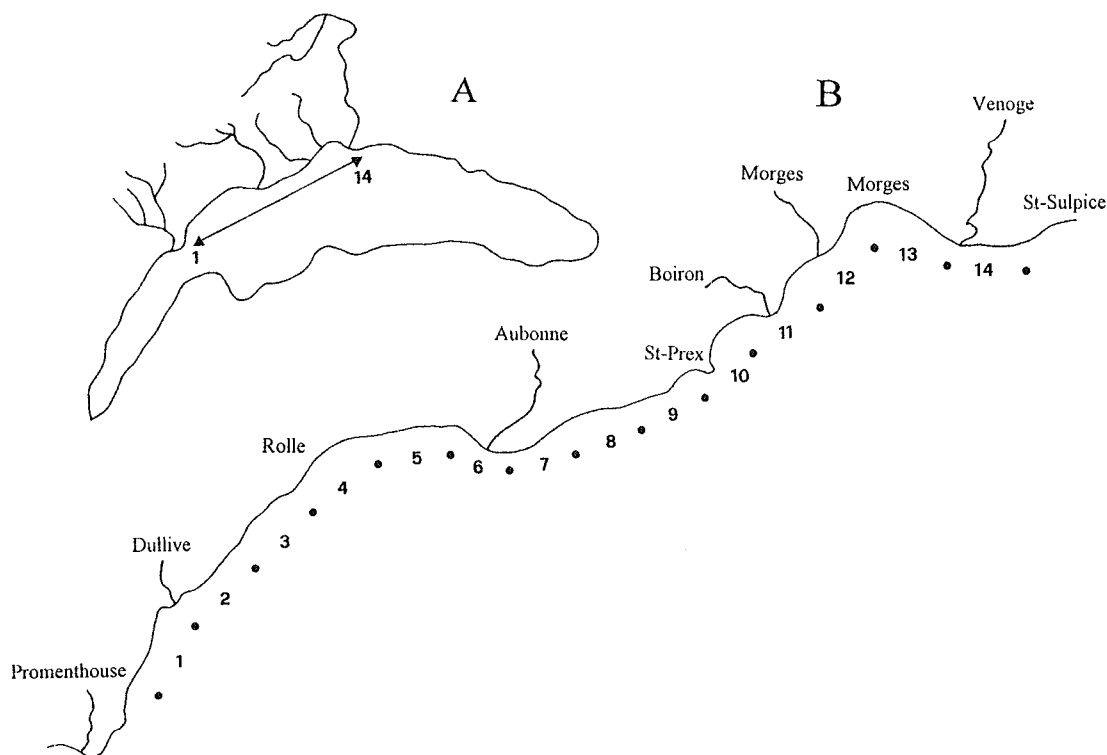 A
B
Venoge
Morges
Morges
St-Sulpice
14
1
Boiron
13
14
12
11
Aubonne
St-Prex
10
9
Rolle
8
7
5
6
4
3
Dullive
2
1
Promenthouse